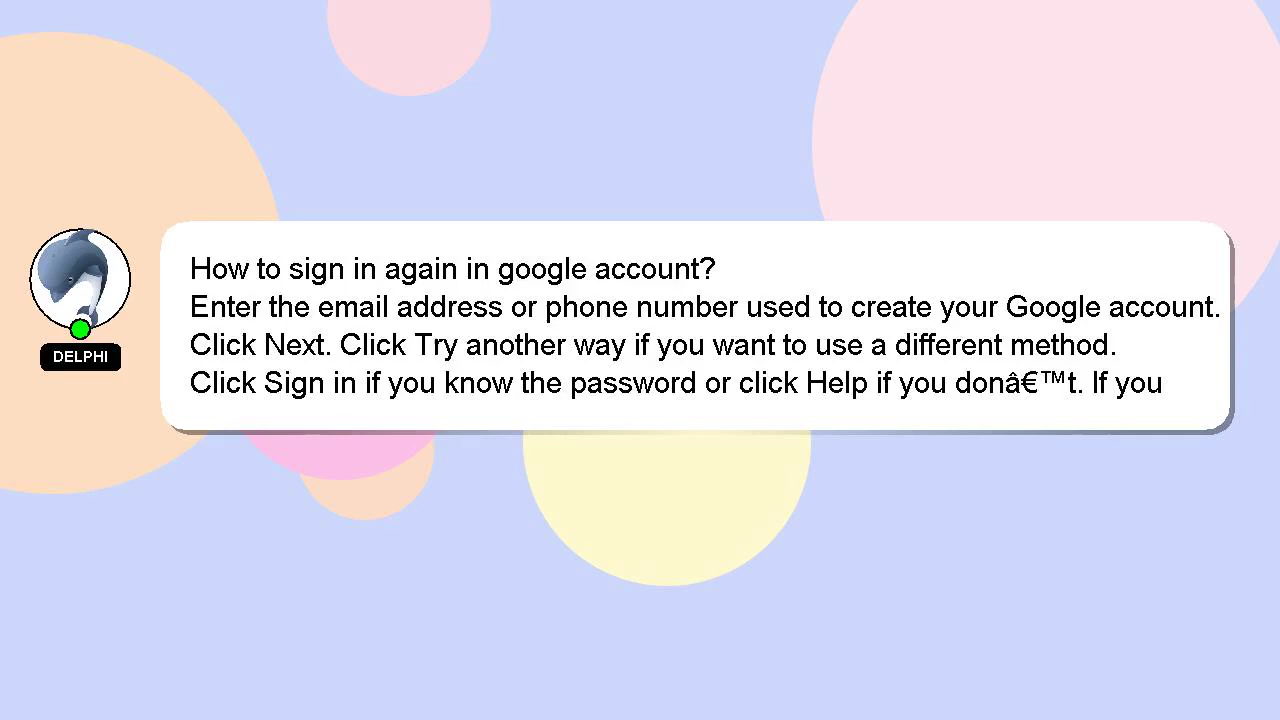 How to sign in again in google account?
Enter the email address or phone number used to create your Google account.
Click Next. Click Try another way if you want to use a different method.
Click Sign in if you know the password or click Help if you donâ€™t. If you
DELPHI